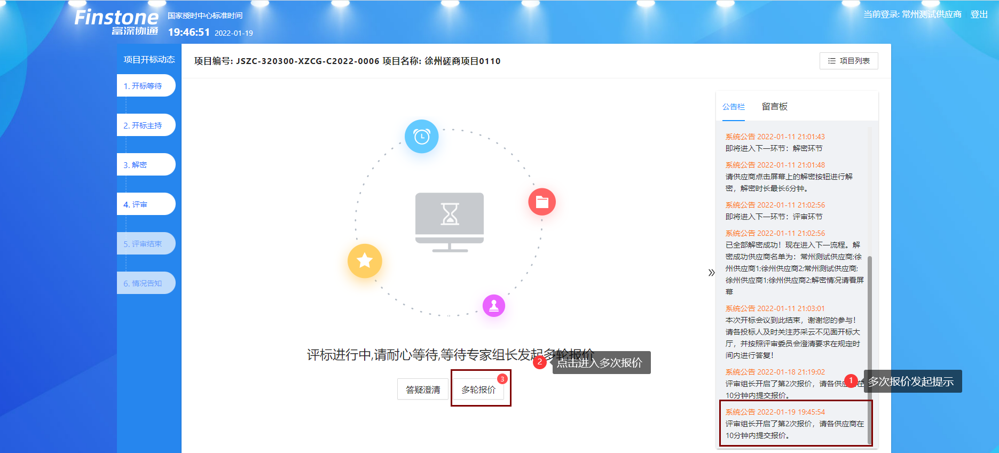 Finstone
富深协通
国家授时中心标准时间
19:46:51 2022-01-19
当前登录: 常州测试供应商 登出
项目开标动态
1. 开标等待
2. 开标主持
3. 解密
4. 评审
5. 评审结束
6. 情况告知
项目编号: JSZC-320300-XZCG-C2022-0006 项目名称: 徐州磋商项目0110
项目列表
评标进行中,请耐心等待,等待专家组长发起多轮报价
2
点击进入多次报价
答疑澄清
多轮报价
3
公告栏 留言板
系统公告 2022-01-11 21:01:43
即将进入下一环节：解密环节
系统公告 2022-01-11 21:01:48
请供应商点击屏幕上的解密按钮进行解
密，解密时长最长6分钟。
系统公告 2022-01-11 21:02:56
即将进入下一环节：评审环节
系统公告 2022-01-11 21:02:56
已全部解密成功！现在进入下一流程。解
密成功供应商名单为：常州测试供应商;徐
州供应商1;徐州供应商2;常州测试供应商;
徐州供应商1;徐州供应商2;解密情况请看屏
幕
系统公告 2022-01-11 21:03:01
本次开标会议到此结束，谢谢您的参与！
请各投标人及时关注苏采云不见面开标大
厅，并按照评审委员会澄清要求在规定时
间内进行答复！
系统公告 2022-01-18 21:19:02
评审组长开启了第2次报价，请各供应 在
10分钟内提交报价。
1
多次报价发起提示
系统公告 2022-01-19 19:45:54
评审组长开启了第2次报价，请各供应商在
10分钟内提交报价。